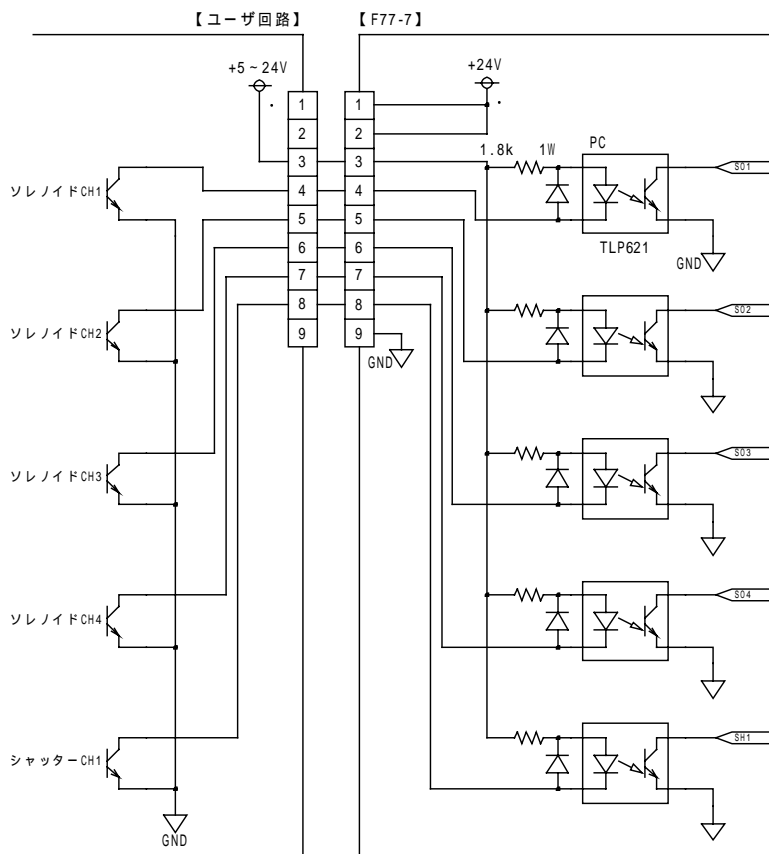 【ユーザ回路】 【F77-7】
+5~24V
+24V
1 1
2 2
3 3
4 4
5 5
6 6
7 7
8 8
9 9
GND
1.8k 1W PC
TLP621
SO1
GND
SO2
SO3
SO4
SH1
ソレノイドCH1
ソレノイドCH2
ソレノイドCH3
ソレノイドCH4
シャッターCH1
GND